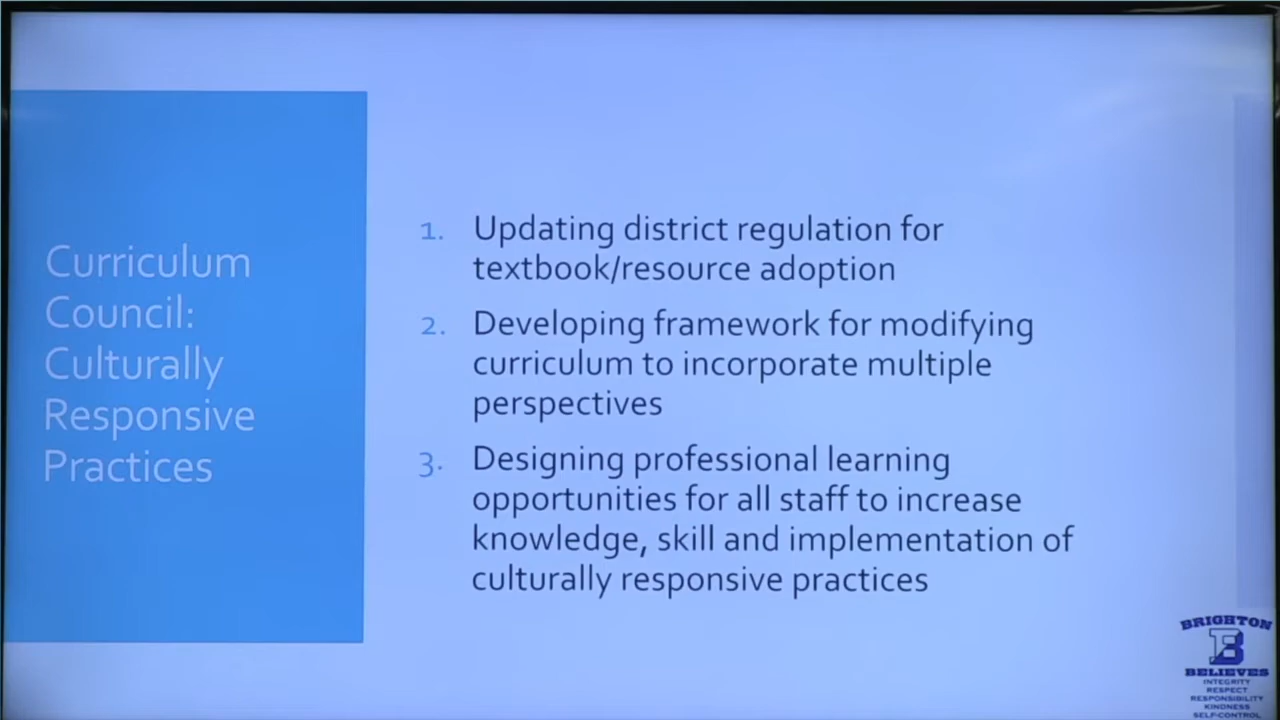 Curriculum
Council:
Culturally
Responsive
Practices
1. Updating district regulation for
textbook/resource adoption
2. Developing framework for modifying
curriculum to incorporate multiple
perspectives
3. Designing professional learning
opportunities for all staff to increase
knowledge, skill and implementation of
culturally responsive practices
BRIGHTON
B
BELIEVES
INTEGRITY
RESPECT
RESPONSIBILITY
KINDNESS
SELF-CONTROL